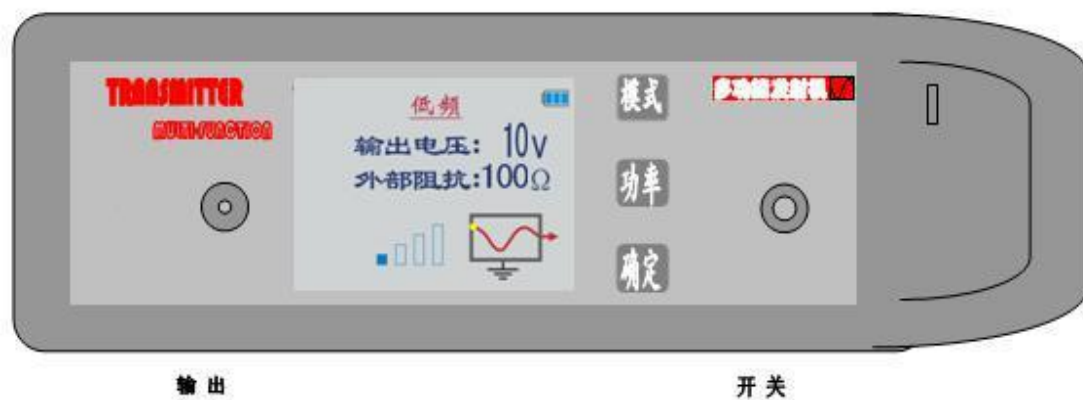 TRANSMITTER
MULTI-FUNCTION
低频
输出电压: 10V
外部阻抗:100Ω
模式
功率
确定
多功能发射机
输出
开关